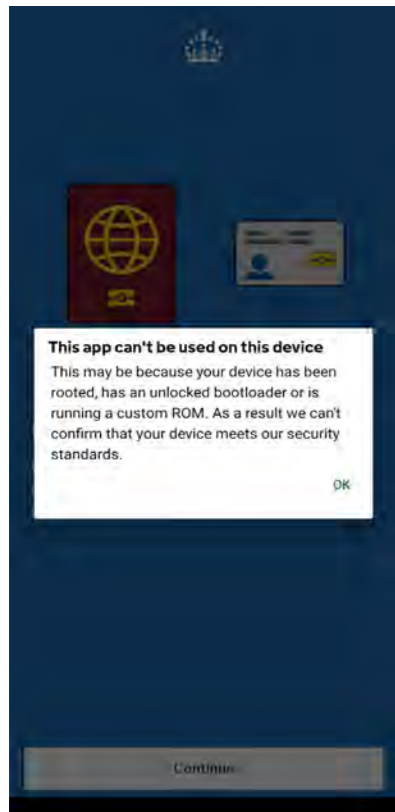 This app can't be used on this device
This may be because your device has been
rooted, has an unlocked bootloader or is
running a custom ROM. As a result we can't
confirm that your device meets our security
standards.
OK
Continue